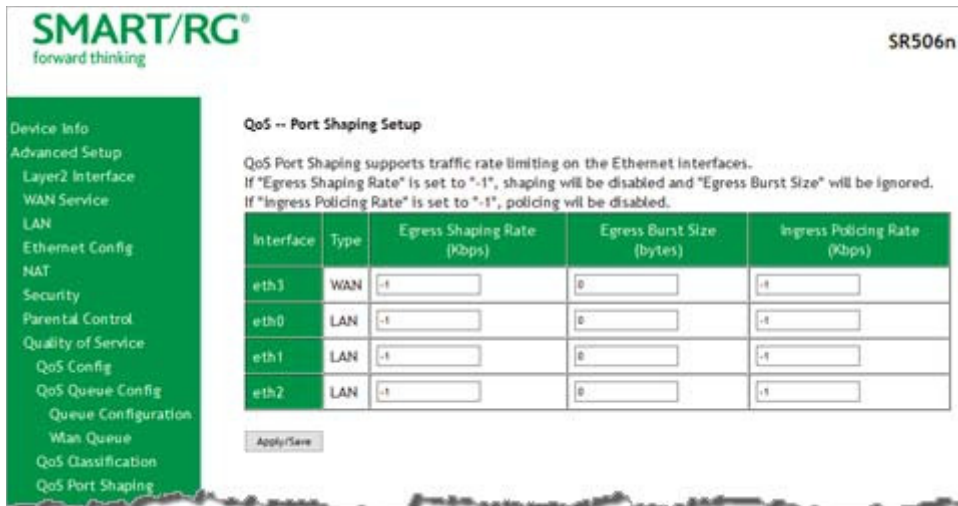 SMART/RG®
forward thinking
SR506n
Device Info
Advanced Setup
Layer2 Interface
WAN Service
LAN
Ethernet Config
NAT
Security
Parental Control
Quality of Service
QoS Config
QoS Queue Config
Queue Configuration
Wlan Queue
QoS Classification
QoS Port Shaping
QoS -- Port Shaping Setup
QoS Port Shaping supports traffic rate limiting on the Ethernet interfaces.
If "Egress Shaping Rate" is set to "-1", shaping will be disabled and "Egress Burst Size" will be ignored.
If "Ingress Policing Rate" is set to "-1", policing wil be disabled.
Interface Type Egress Shaping Rate (Kbps) Egress Burst Size (bytes) Ingress Policing Rate (Kbps)
eth3 WAN -1 0 -1
eth0 LAN -1 0 -1
eth1 LAN -1 0 -1
eth2 LAN -1 0 -1
Apply/Save